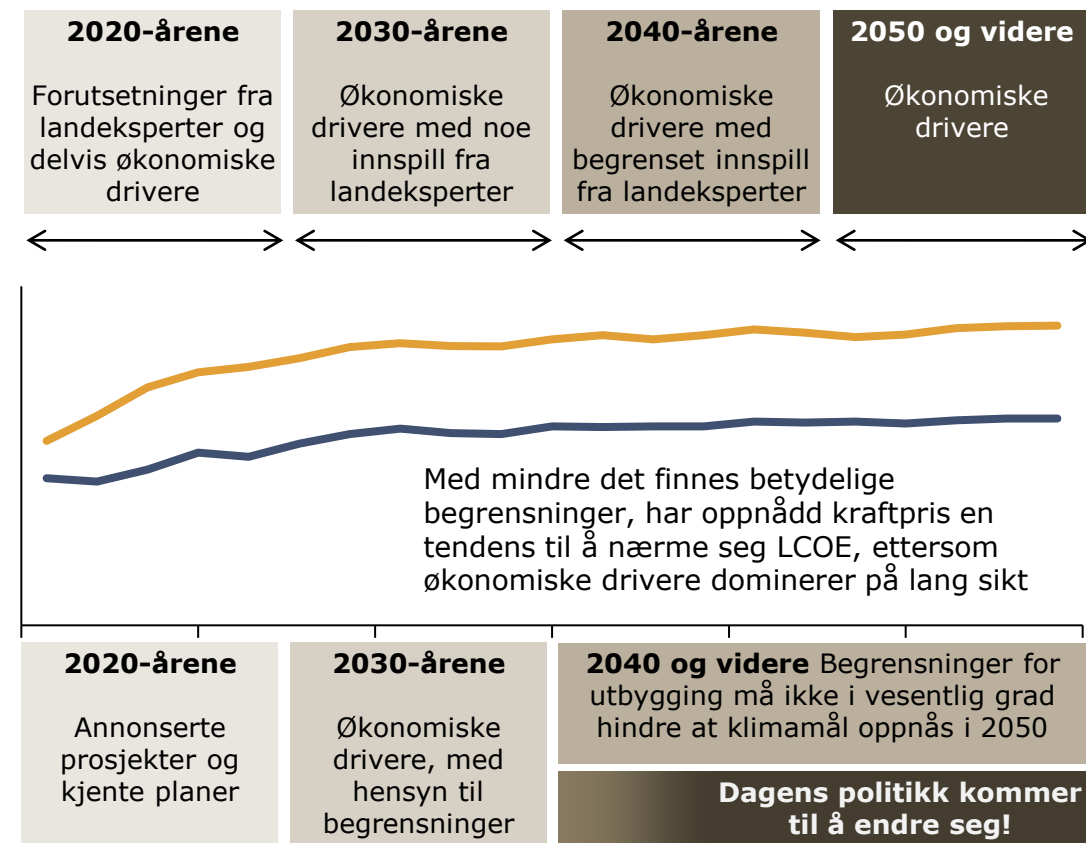 2020-årene
Forutsetninger fra
landeksperter og
delvis økonomiske
drivere
2030-årene
Økonomiske
drivere med noe
innspill fra
landeksperter
2040-årene
Økonomiske
drivere med
begrenset innspill
fra landeksperter
2050 og videre
Økonomiske
drivere
Med mindre det finnes betydelige
begrensninger, har oppnådd kraftpris en
tendens til å nærme seg LCOE, ettersom
økonomiske drivere dominerer på lang sikt
2020-årene
Annonserte
prosjekter og
kjente planer
2030-årene
Økonomiske
drivere, med
hensyn til
begrensninger
2040 og videre Begrensninger for
utbygging må ikke i vesentlig grad
hindre at klimamål oppnås i 2050
Dagens politikk kommer
til å endre seg!